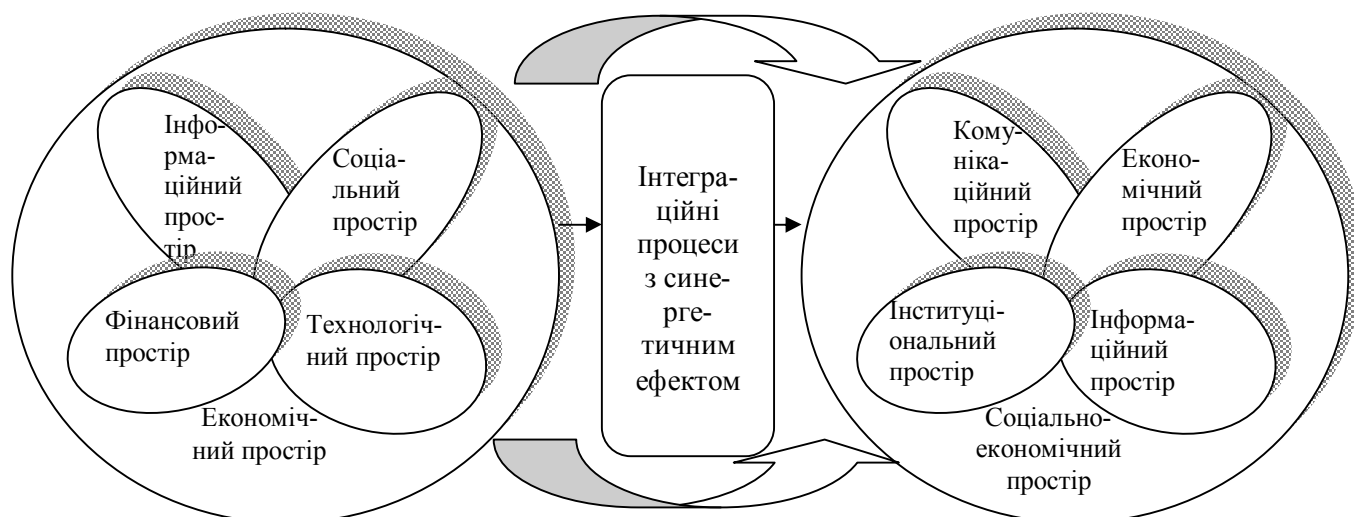 Інфо-
рма-
ційний
прос-
тір
Соціа-
льний
простір
Фінансовий
простір
Технологіч-
ний простір
Економіч-
ний простір
Інтегра-
ційні
процеси
з сине-
рге-
тичним
ефектом
Кому-
ніка-
ційний
простір
Еконо-
мічний
простір
Інституці-
ональний
простір
Інформа-
ційний
простір
Соціально-
економічний
простір